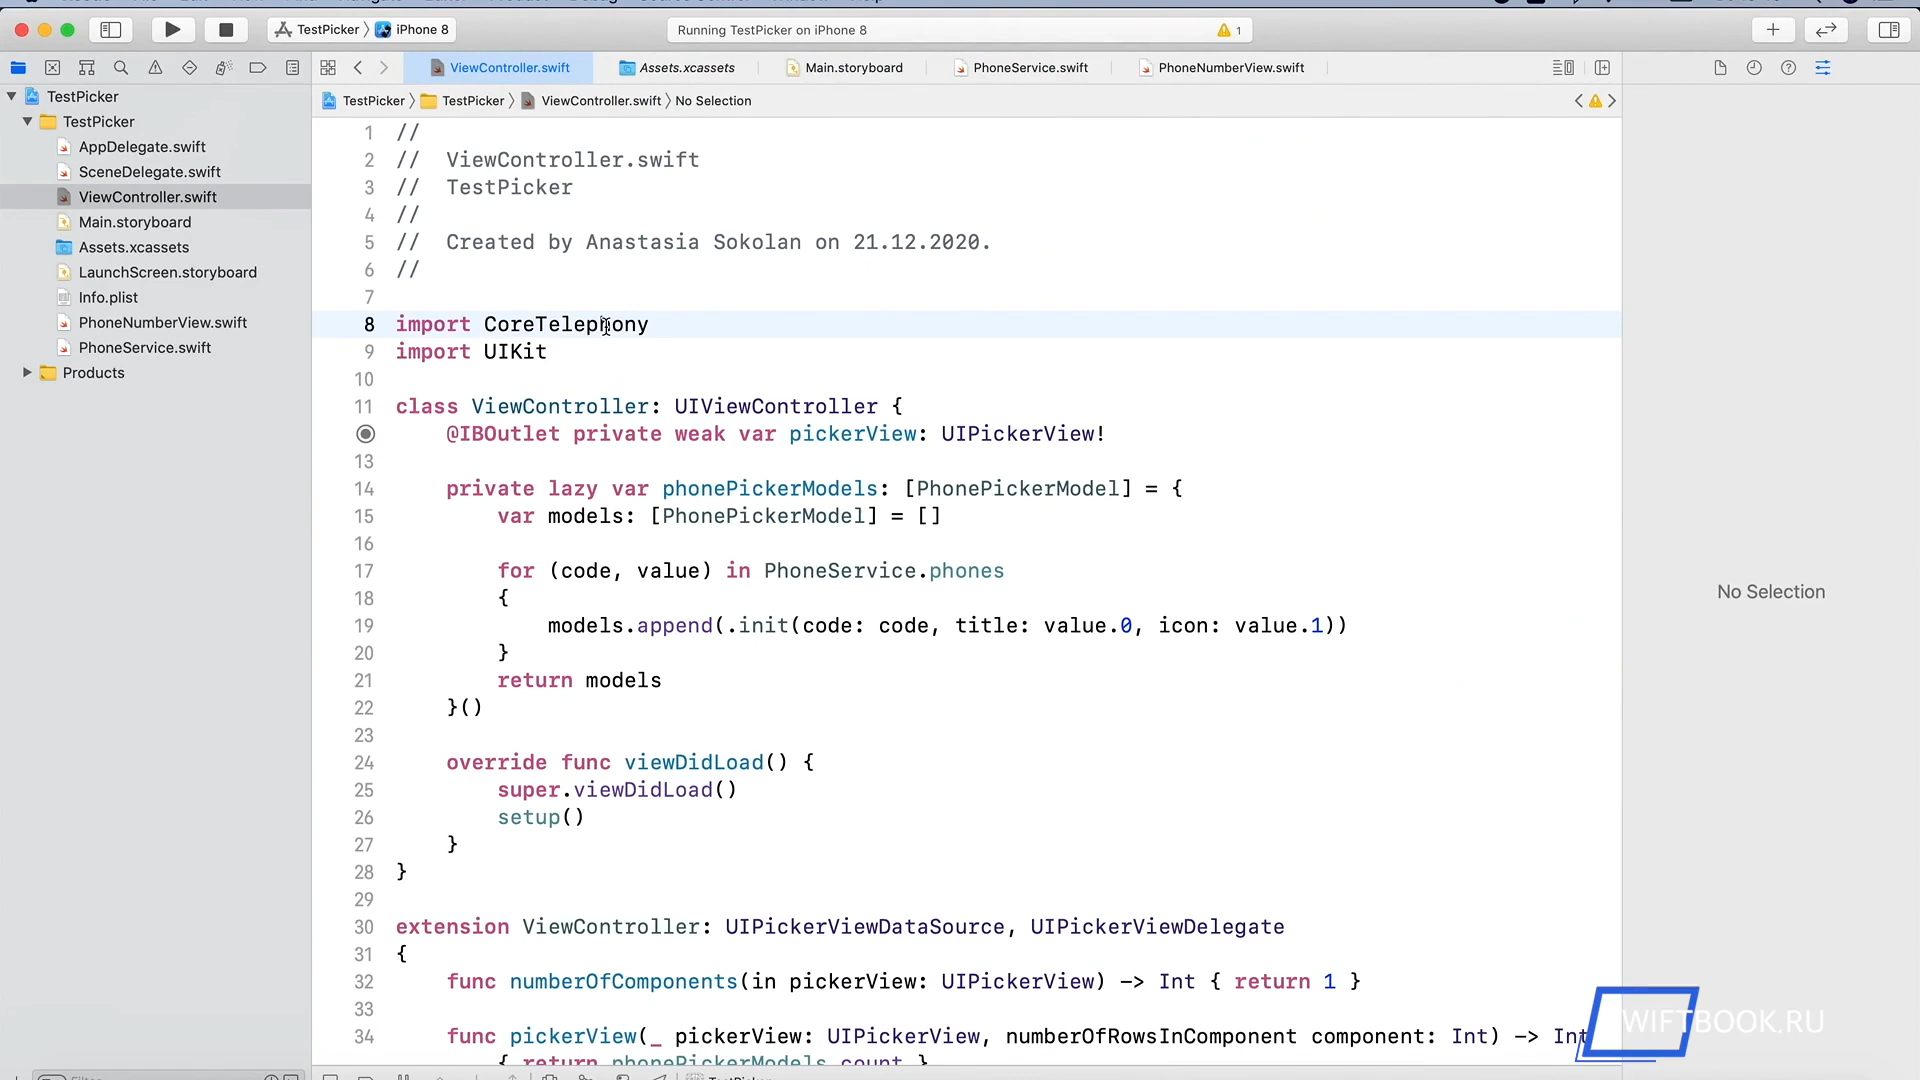 TestPicker
iPhone 8
Running TestPicker on iPhone 8
1
ViewController.swift
Assets.xcassets
Main.storyboard
PhoneService.swift
PhoneNumberView.swift
TestPicker
TestPicker
AppDelegate.swift
SceneDelegate.swift
ViewController.swift
Main.storyboard
Assets.xcassets
LaunchScreen.storyboard
Info.plist
PhoneNumberView.swift
PhoneService.swift
Products
TestPicker
TestPicker
ViewController.swift
No Selection
1 //
2 //  ViewController.swift
3 //  TestPicker
4 //
5 //  Created by Anastasia Sokolan on 21.12.2020.
6 //
7
8 import CoreTelephony
9 import UIKit
10
11 class ViewController: UIViewController {
@IBOutlet private weak var pickerView: UIPickerView!
13
14 private lazy var phonePickerModels: [PhonePickerModel] = {
15 var models: [PhonePickerModel] = []
16
17 for (code, value) in PhoneService.phones
18 {
19 models.append(.init(code: code, title: value.0, icon: value.1))
20 }
21 return models
22 }()
23
24 override func viewDidLoad() {
25 super.viewDidLoad()
26 setup()
27 }
28 }
29
30 extension ViewController: UIPickerViewDataSource, UIPickerViewDelegate
31 {
32 func numberOfComponents(in pickerView: UIPickerView) -> Int { return 1 }
33
34 func pickerView(_ pickerView: UIPickerView, numberOfRowsInComponent component: Int) -> Int
{ return phonePickerModels.count }
No Selection
WIFTBOOK.RU